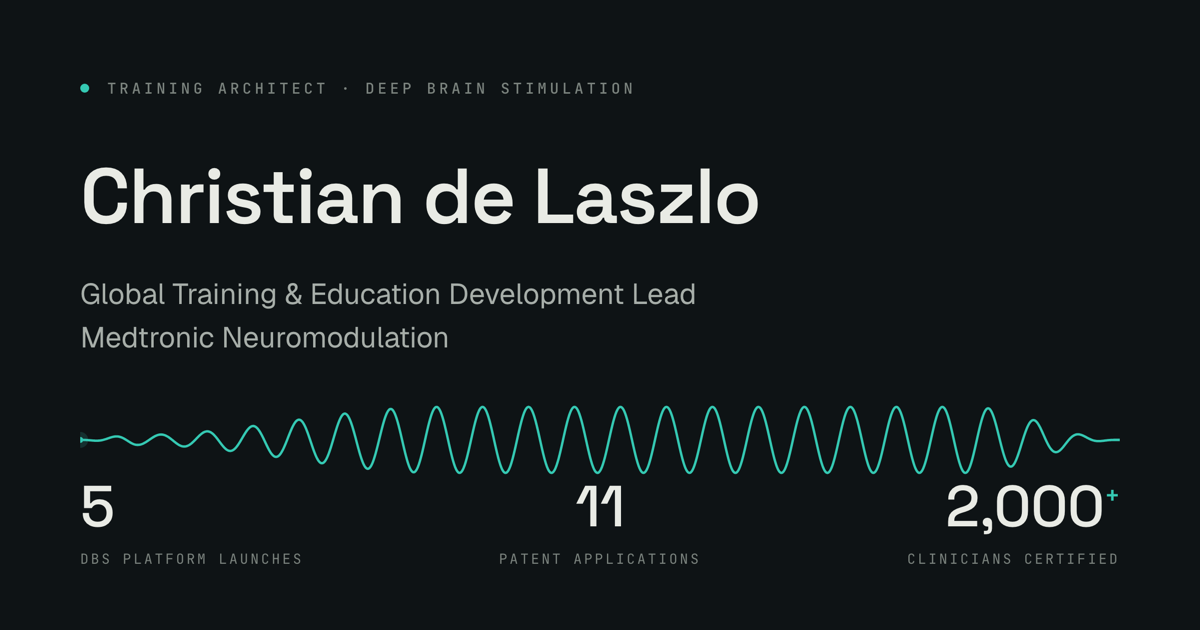 TRAINING ARCHITECT · DEEP BRAIN STIMULATION
Christian de Laszlo
Global Training & Education Development Lead
Medtronic Neuromodulation
5
11
2,000+
DBS PLATFORM LAUNCHES
PATENT APPLICATIONS
CLINICIANS CERTIFIED